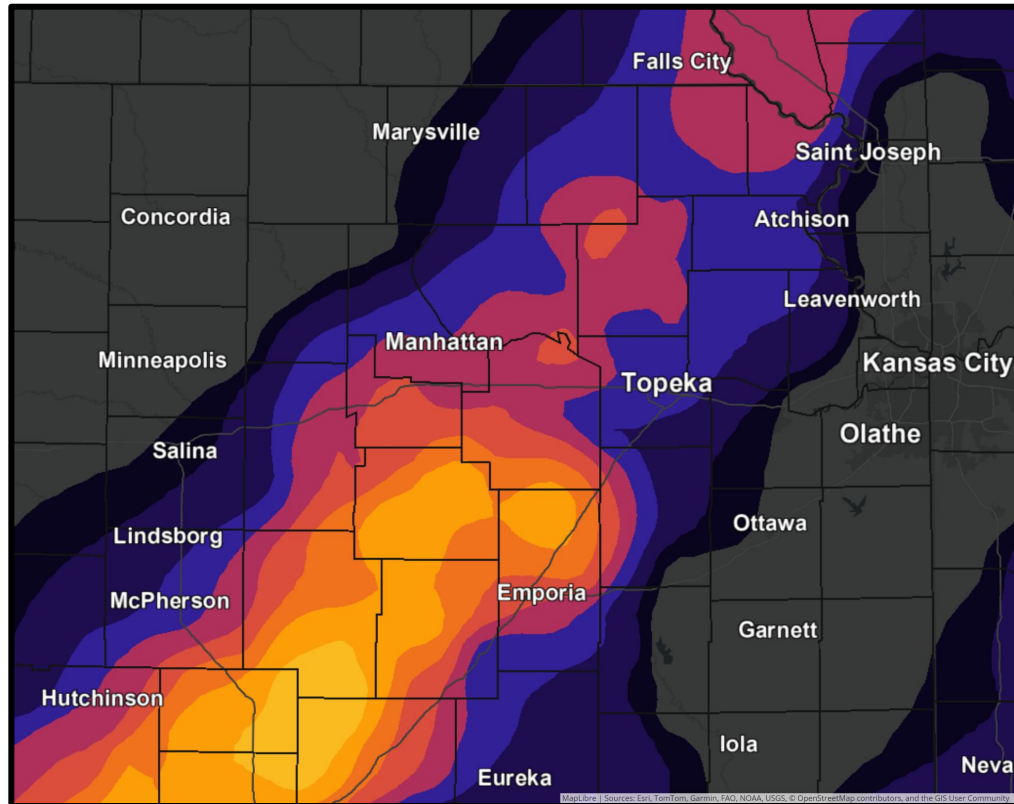 Falls City
Marysville
Saint Joseph
Concordia
Atchison
Leavenworth
Manhattan
Minneapolis
Kansas City
Topeka
Olathe
Salina
Ottawa
Lindsborg
Emporia
McPherson
Garnett
Hutchinson
Iola
Neva
Eureka
MapLibre | Sources: Esri, TomTom, Garmin, FAO, NOAA, USGS, © OpenStreetMap contributors, and the GIS User Community